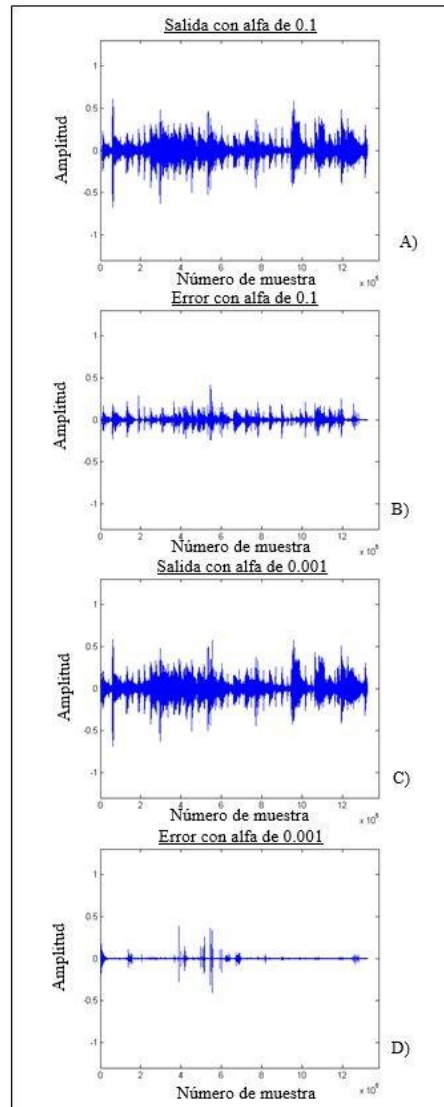 Salida con alfa de 0.1
1
0.5
0
-0.5
-1
Amplitud
0 2 4 6 8 10 12
Número de muestra
A)
Error con alfa de 0.1
1
0.5
0
-0.5
-1
Amplitud
0 2 4 6 8 10 12
Número de muestra
B)
Salida con alfa de 0.001
1
0.5
0
-0.5
-1
Amplitud
0 2 4 6 8 10 12
Número de muestra
C)
Error con alfa de 0.001
1
0.5
0
-0.5
-1
Amplitud
0 2 4 6 8 10 12
Número de muestra
D)